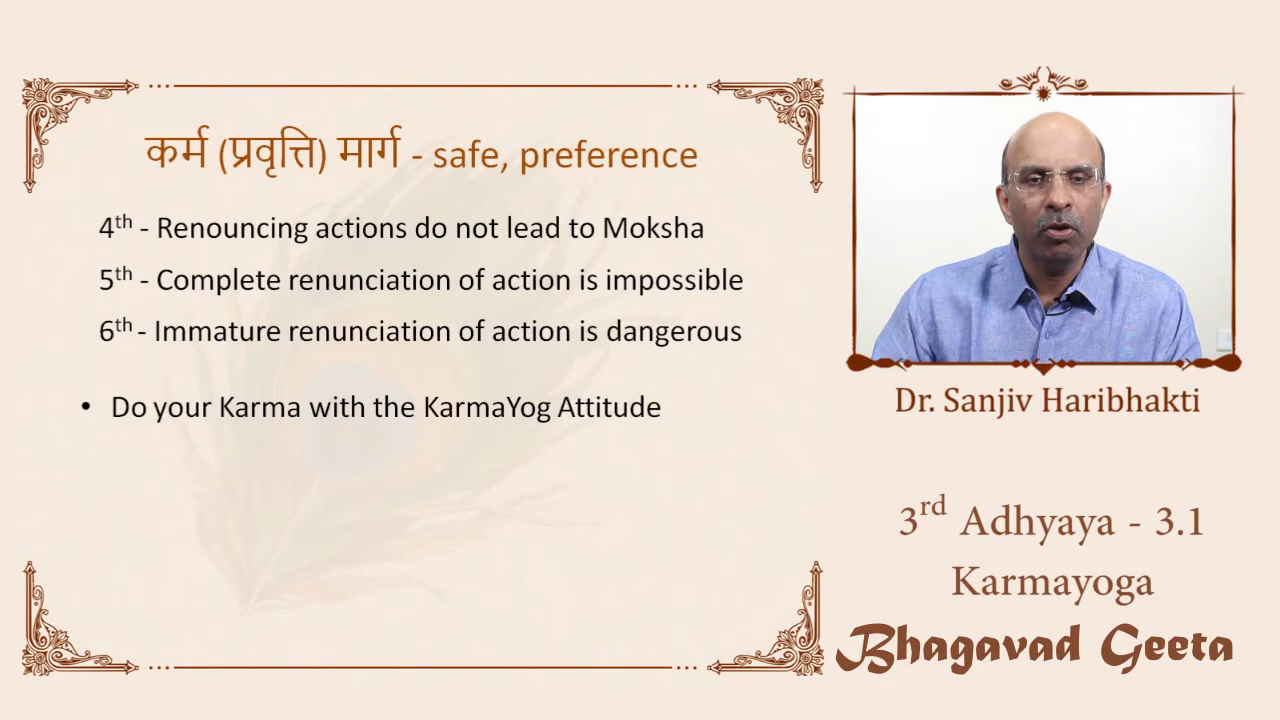 कर्म (प्रवृत्ति) मार्ग - safe, preference
4th - Renouncing actions do not lead to Moksha
5th - Complete renunciation of action is impossible
6th - Immature renunciation of action is dangerous
• Do your Karma with the KarmaYog Attitude
Dr. Sanjiv Haribhakti
3rd Adhyaya - 3.1
Karmayoga
Bhagavad Geeta